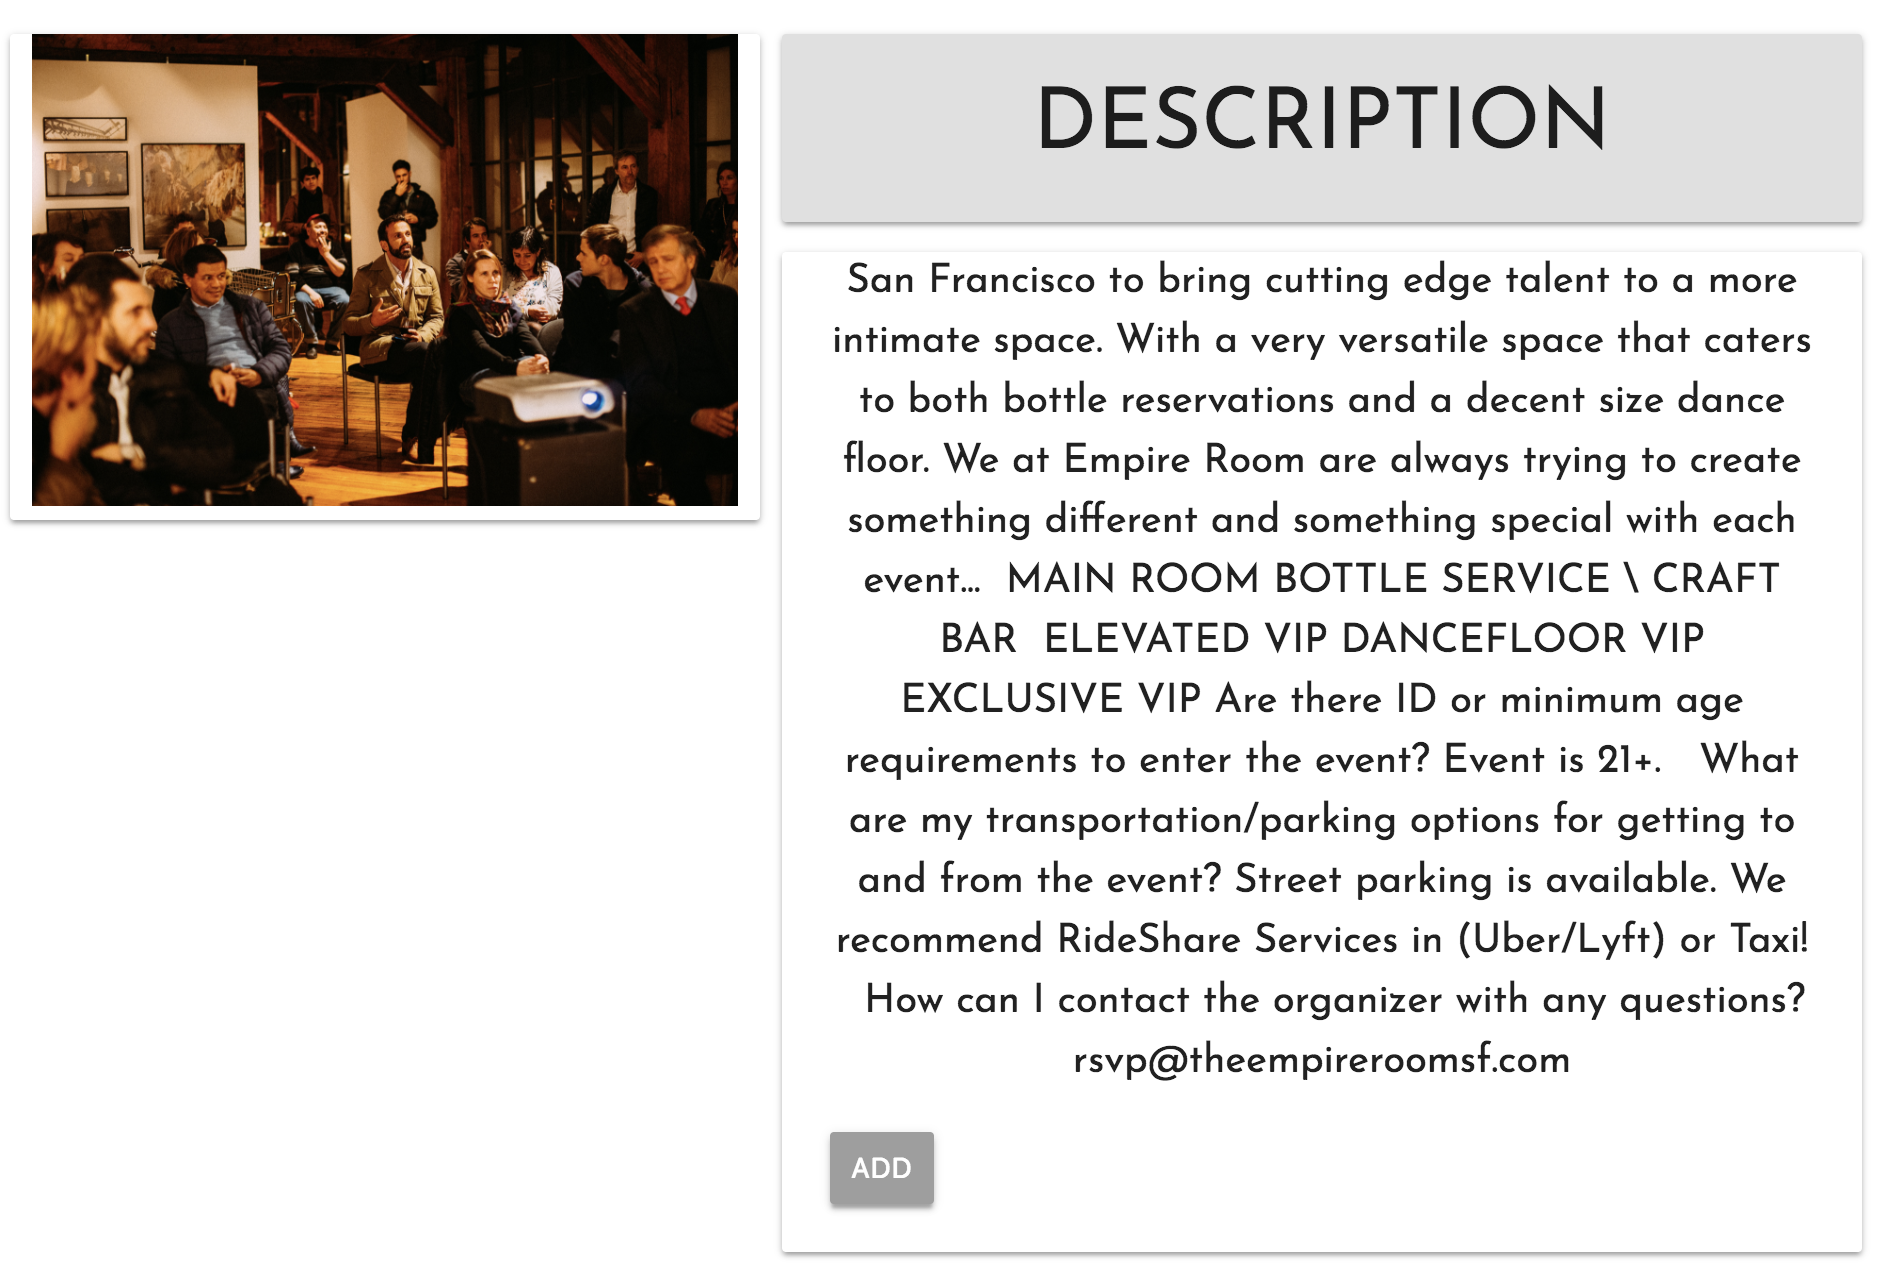 DESCRIPTION
San Francisco to bring cutting edge talent to a more
intimate space. With a very versatile space that caters
to both bottle reservations and a decent size dance
floor. We at Empire Room are always trying to create
something different and something special with each
event... MAIN ROOM BOTTLE SERVICE \ CRAFT
BAR ELEVATED VIP DANCEFLOOR VIP
EXCLUSIVE VIP Are there ID or minimum age
requirements to enter the event? Event is 21+. What
are my transportation/parking options for getting to
and from the event? Street parking is available. We
recommend RideShare Services in (Uber/Lyft) or Taxi!
How can I contact the organizer with any questions?
rsvp@theempireroomsf.com
ADD